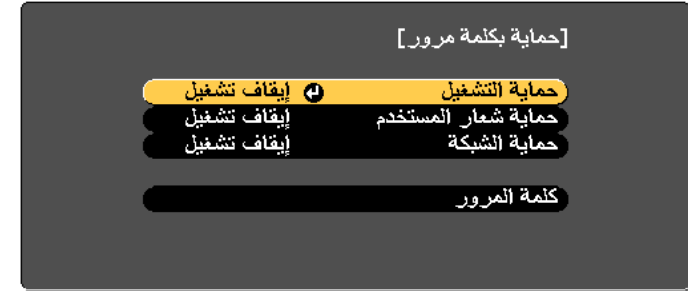 [حماية بكلمة مرور]
حماية التشغيل إيقاف تشغيل
حماية شعار المستخدم إيقاف تشغيل
حماية الشبكة إيقاف تشغيل
كلمة المرور